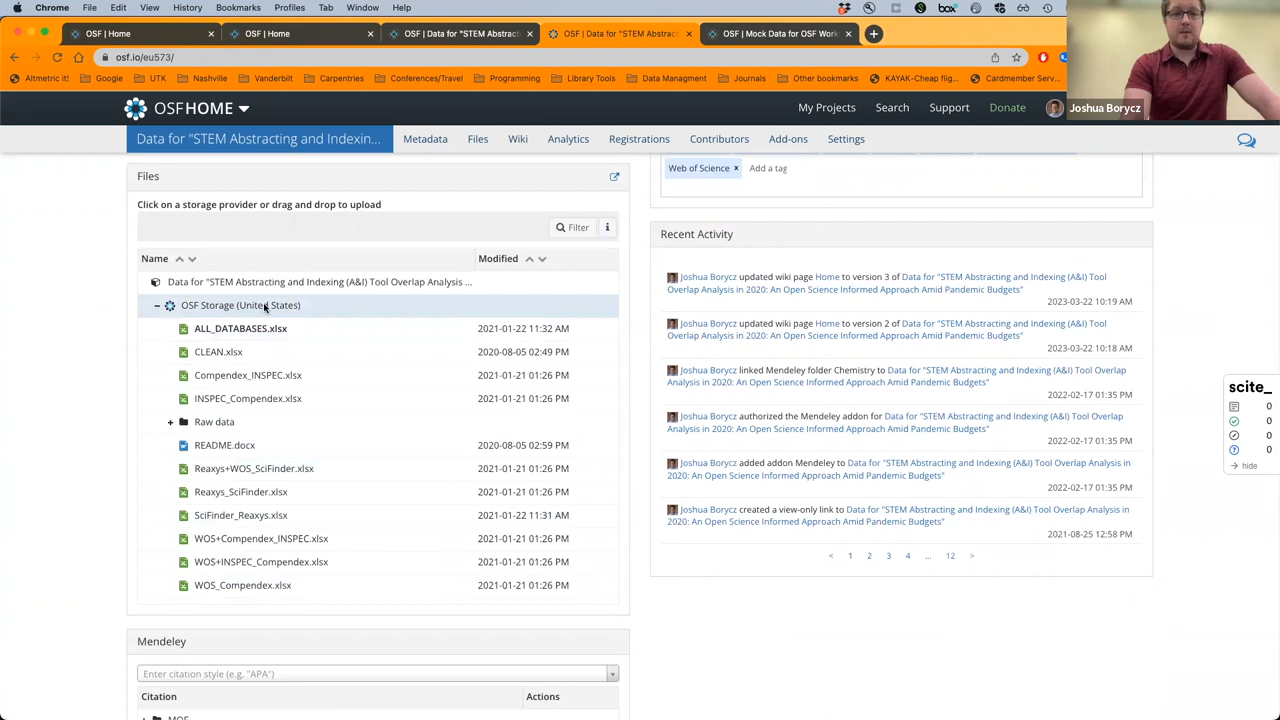 Chrome File Edit View History Bookmarks Profiles Tab Window Help
OSF | Home × OSF | Home × OSF | Data for "STEM Abstrac × OSF | Data for "STEM Abstrac × OSF | Mock Data for OSF Work ×
osf.io/eu573/
Altmetric it! Google UTK Nashville Vanderbilt Carpentries Conferences/Travel Programming Library Tools Data Managment Journals Other bookmarks KAYAK-Cheap flig... Cardmember Serv...
Joshua Borycz
OSFHOME My Projects Search Support Donate
Data for "STEM Abstracting and Indexin... Metadata Files Wiki Analytics Registrations Contributors Add-ons Settings
Files
Click on a storage provider or drag and drop to upload
Filter i
Name Modified
Data for "STEM Abstracting and Indexing (A&I) Tool Overlap Analysis ...
OSF Storage (United States)
ALL_DATABASES.xlsx 2021-01-22 11:32 AM
CLEAN.xlsx 2020-08-05 02:49 PM
Compendex_INSPEC.xlsx 2021-01-21 01:26 PM
INSPEC_Compendex.xlsx 2021-01-21 01:26 PM
Raw data
README.docx 2020-08-05 02:59 PM
Reaxys+WOS_SciFinder.xlsx 2021-01-21 01:26 PM
Reaxys_SciFinder.xlsx 2021-01-21 01:26 PM
SciFinder_Reaxys.xlsx 2021-01-22 11:31 AM
WOS+Compendex_INSPEC.xlsx 2021-01-21 01:26 PM
WOS+INSPEC_Compendex.xlsx 2021-01-21 01:26 PM
WOS_Compendex.xlsx 2021-01-21 01:26 PM
Mendeley
Enter citation style (e.g. "APA")
Citation Actions
MOF
Web of Science × Add a tag
Recent Activity
Joshua Borycz updated wiki page Home to version 3 of Data for "STEM Abstracting and Indexing (A&I) Tool
Overlap Analysis in 2020: An Open Science Informed Approach Amid Pandemic Budgets"
2023-03-22 10:19 AM
Joshua Borycz updated wiki page Home to version 2 of Data for "STEM Abstracting and Indexing (A&I) Tool
Overlap Analysis in 2020: An Open Science Informed Approach Amid Pandemic Budgets"
2023-03-22 10:18 AM
Joshua Borycz linked Mendeley folder Chemistry to Data for "STEM Abstracting and Indexing (A&I) Tool Overlap
Analysis in 2020: An Open Science Informed Approach Amid Pandemic Budgets"
2022-02-17 01:35 PM
Joshua Borycz authorized the Mendeley addon for Data for "STEM Abstracting and Indexing (A&I) Tool Overlap
Analysis in 2020: An Open Science Informed Approach Amid Pandemic Budgets"
2022-02-17 01:35 PM
Joshua Borycz added addon Mendeley to Data for "STEM Abstracting and Indexing (A&I) Tool Overlap Analysis in
2020: An Open Science Informed Approach Amid Pandemic Budgets"
2022-02-17 01:35 PM
Joshua Borycz created a view-only link to Data for "STEM Abstracting and Indexing (A&I) Tool Overlap Analysis in
2020: An Open Science Informed Approach Amid Pandemic Budgets"
2021-08-25 12:58 PM
< 1 2 3 4 ... 12 >
scite_
0
0
0
0
hide